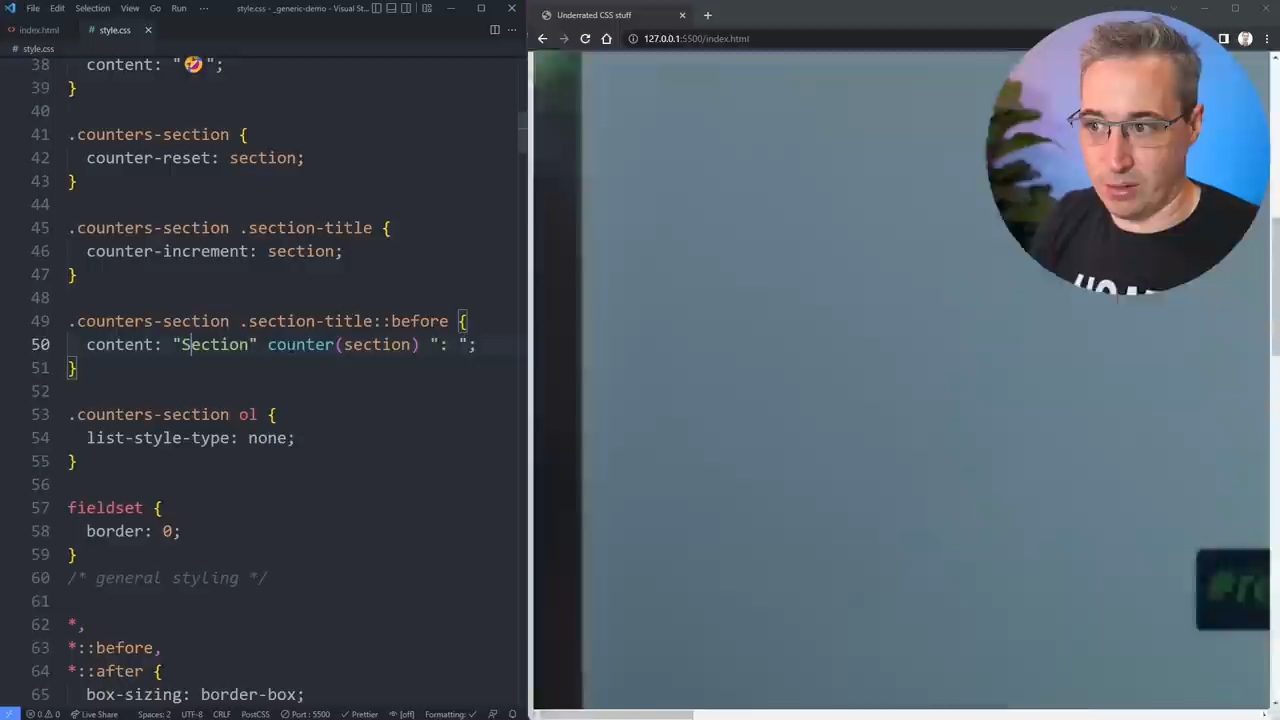 File Edit Selection View Go Run ··· style.css - _generic-demo - Visual St...
index.html
style.css
style.css
38 content: "🤣";
39 }
40
41 .counters-section {
42 counter-reset: section;
43 }
44
45 .counters-section .section-title {
46 counter-increment: section;
47 }
48
49 .counters-section .section-title::before {
50 content: "Section" counter(section) ": ";
51 }
52
53 .counters-section ol {
54 list-style-type: none;
55 }
56
57 fieldset {
58 border: 0;
59 }
60 /* general styling */
61
62 *,
63 *::before,
64 *::after {
65 box-sizing: border-box;
0 0 Live Share Spaces: 2 UTF-8 CRLF PostCSS Port : 5500 Prettier [off] Formatting:
Underrated CSS stuff
127.0.0.1:5500/index.html